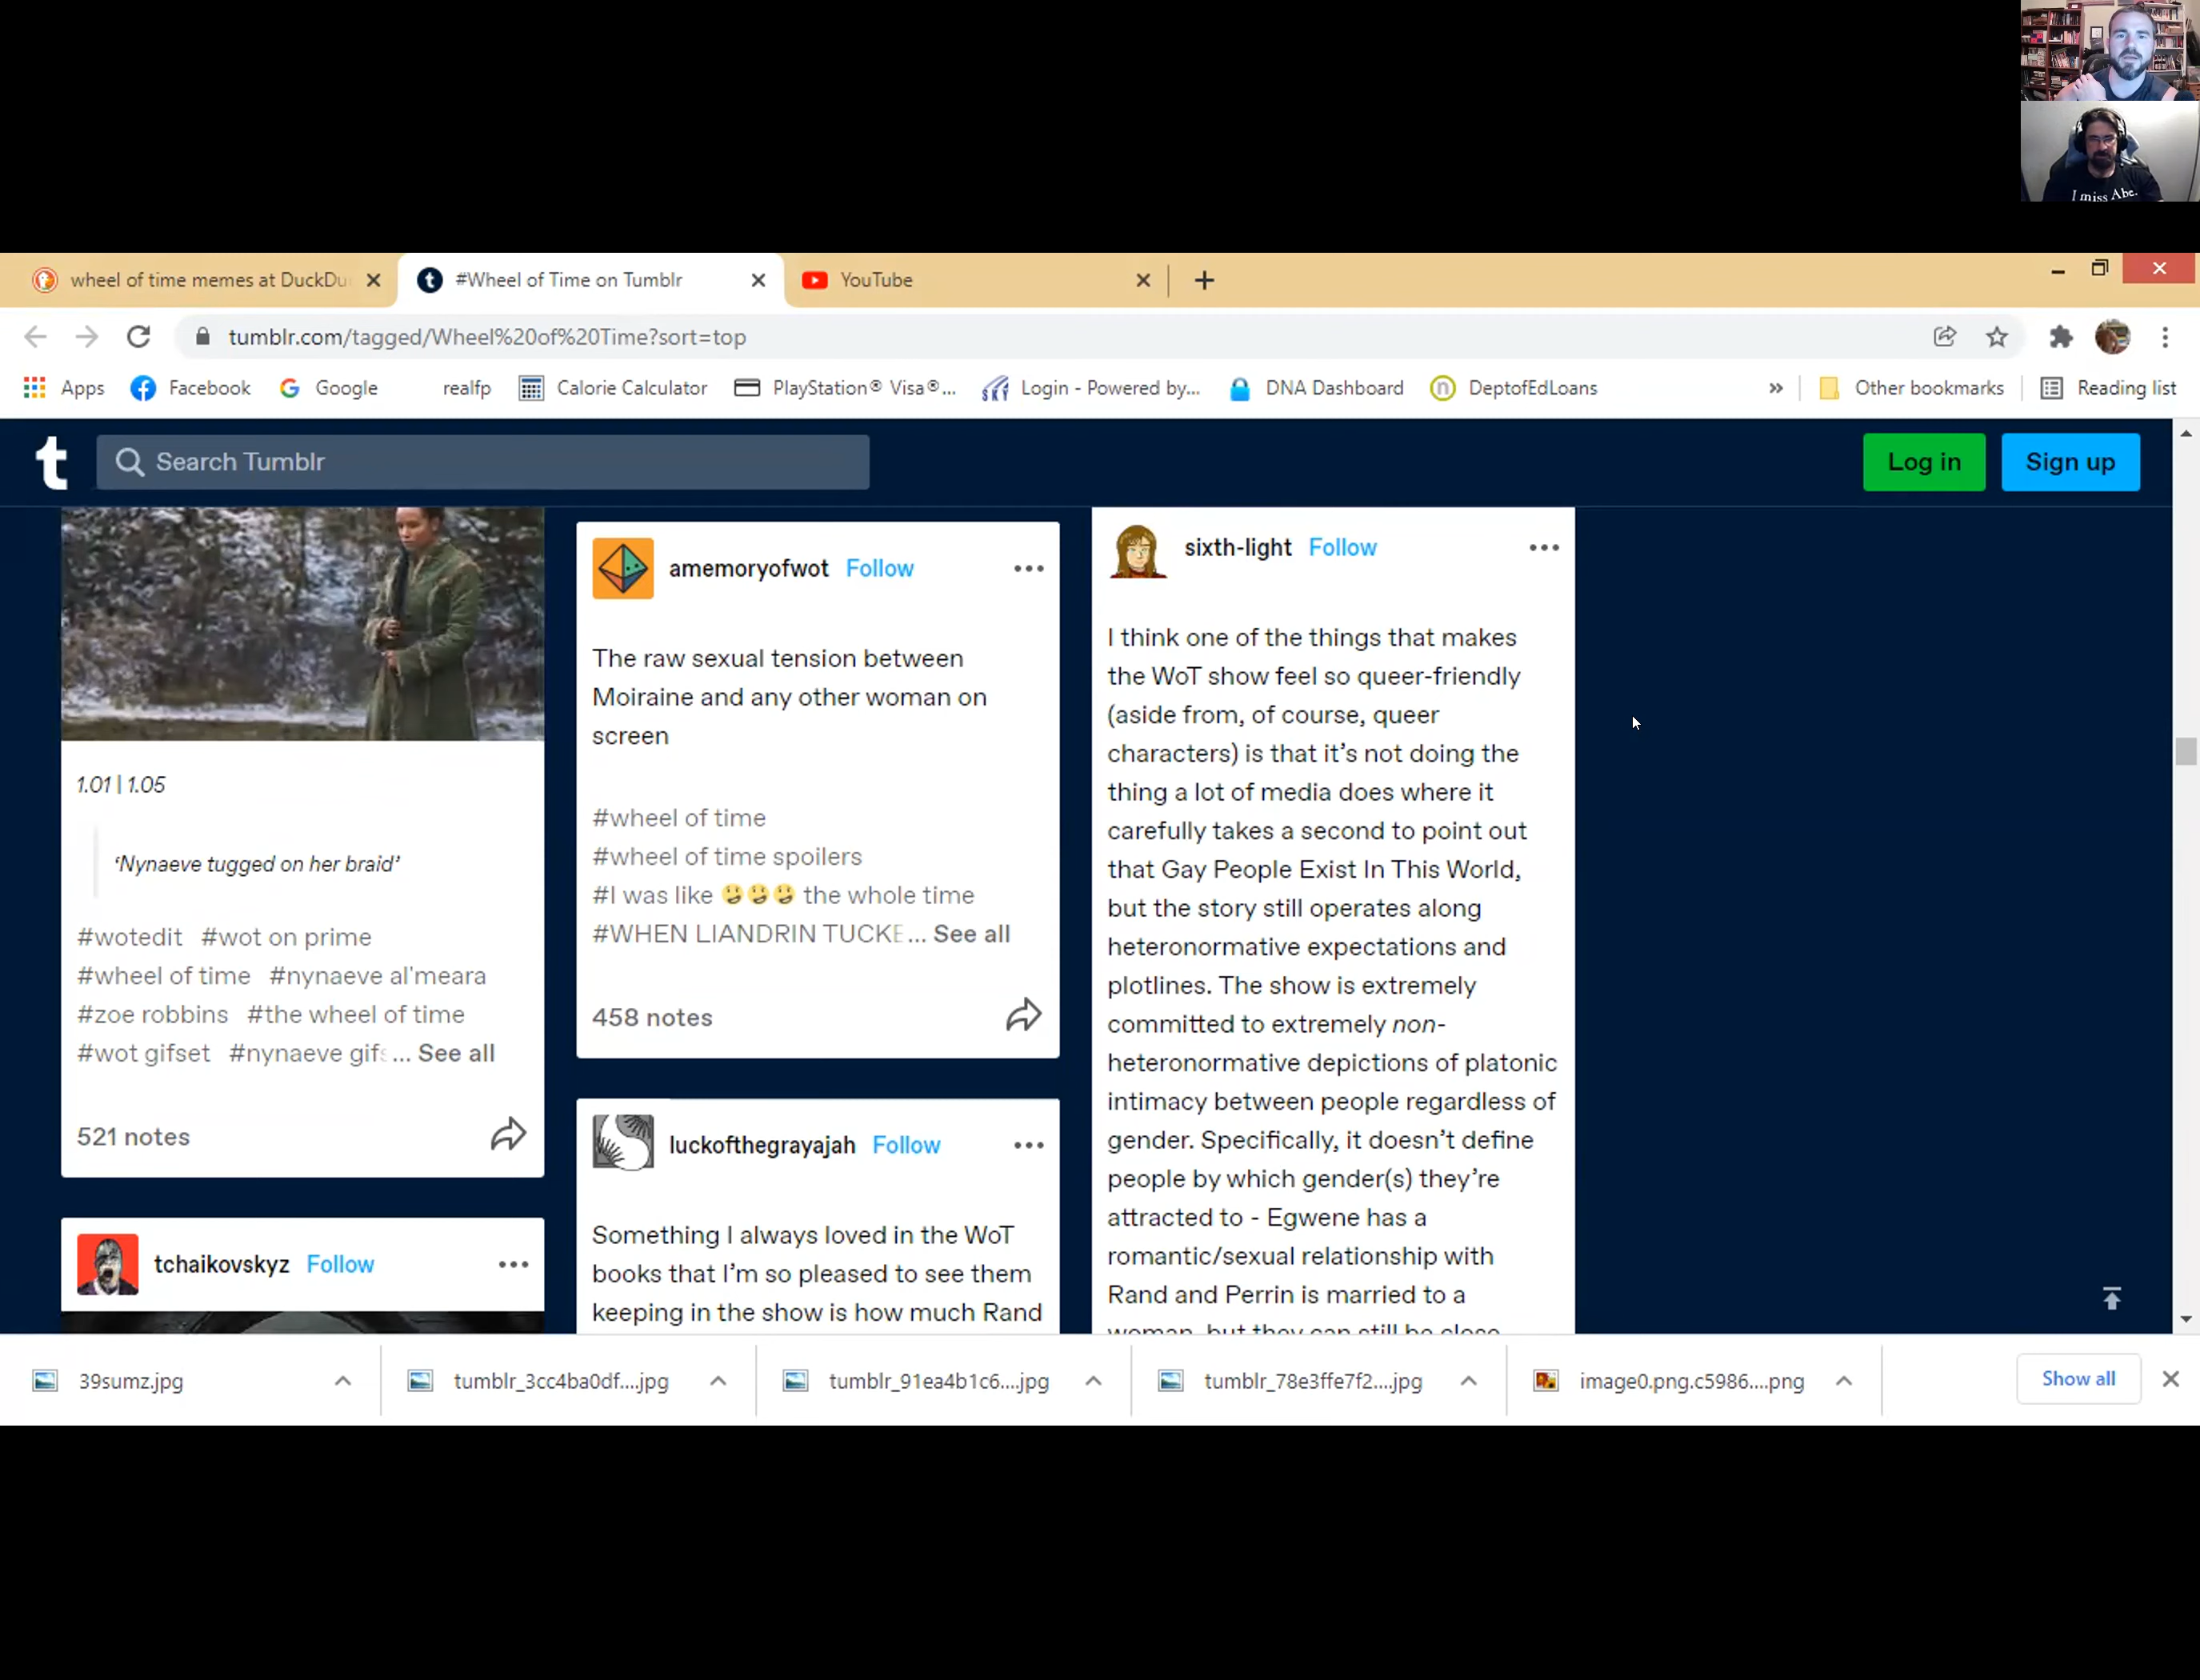 I miss Abe.
wheel of time memes at DuckDu
#Wheel of Time on Tumblr
YouTube
tumblr.com/tagged/Wheel%20of%20Time?sort=top
Apps
Facebook
Google
realfp
Calorie Calculator
PlayStation® Visa®...
Login - Powered by...
DNA Dashboard
DeptofEdLoans
»
Other bookmarks
Reading list
Search Tumblr
Log in
Sign up
1.01 | 1.05
‘Nynaeve tugged on her braid’
#wotedit #wot on prime
#wheel of time #nynaeve al'meara
#zoe robbins #the wheel of time
#wot gifset #nynaeve gifs... See all
521 notes
tchaikovskyz Follow
amemoryofwot Follow
The raw sexual tension between
Moiraine and any other woman on
screen
#wheel of time
#wheel of time spoilers
#I was like 😏😏😏 the whole time
#WHEN LIANDRIN TUCKE... See all
458 notes
luckofthegrayajah Follow
Something I always loved in the WoT
books that I’m so pleased to see them
keeping in the show is how much Rand
sixth-light Follow
I think one of the things that makes
the WoT show feel so queer-friendly
(aside from, of course, queer
characters) is that it’s not doing the
thing a lot of media does where it
carefully takes a second to point out
that Gay People Exist In This World,
but the story still operates along
heteronormative expectations and
plotlines. The show is extremely
committed to extremely non-
heteronormative depictions of platonic
intimacy between people regardless of
gender. Specifically, it doesn’t define
people by which gender(s) they’re
attracted to - Egwene has a
romantic/sexual relationship with
Rand and Perrin is married to a
woman, but they can still be close
39sumz.jpg
tumblr_3cc4ba0df....jpg
tumblr_91ea4b1c6....jpg
tumblr_78e3ffe7f2....jpg
image0.png.c5986....png
Show all